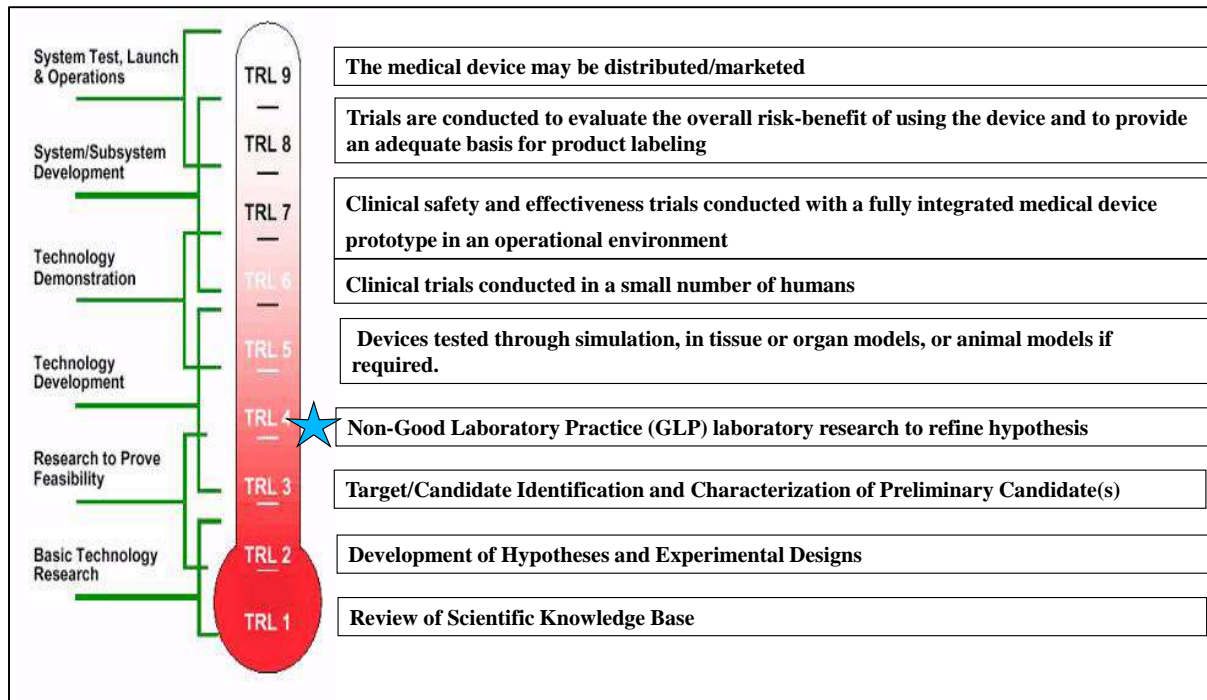 System Test, Launch
& Operations
TRL 9
The medical device may be distributed/marketed
TRL 8
Trials are conducted to evaluate the overall risk-benefit of using the device and to provide
an adequate basis for product labeling
System/Subsystem
Development
TRL 7
Clinical safety and effectiveness trials conducted with a fully integrated medical device
prototype in an operational environment
Technology
Demonstration
TRL 6
Clinical trials conducted in a small number of humans
TRL 5
Devices tested through simulation, in tissue or organ models, or animal models if
required.
Technology
Development
TRL 4
Non-Good Laboratory Practice (GLP) laboratory research to refine hypothesis
Research to Prove
Feasibility
TRL 3
Target/Candidate Identification and Characterization of Preliminary Candidate(s)
Basic Technology
Research
TRL 2
Development of Hypotheses and Experimental Designs
TRL 1
Review of Scientific Knowledge Base